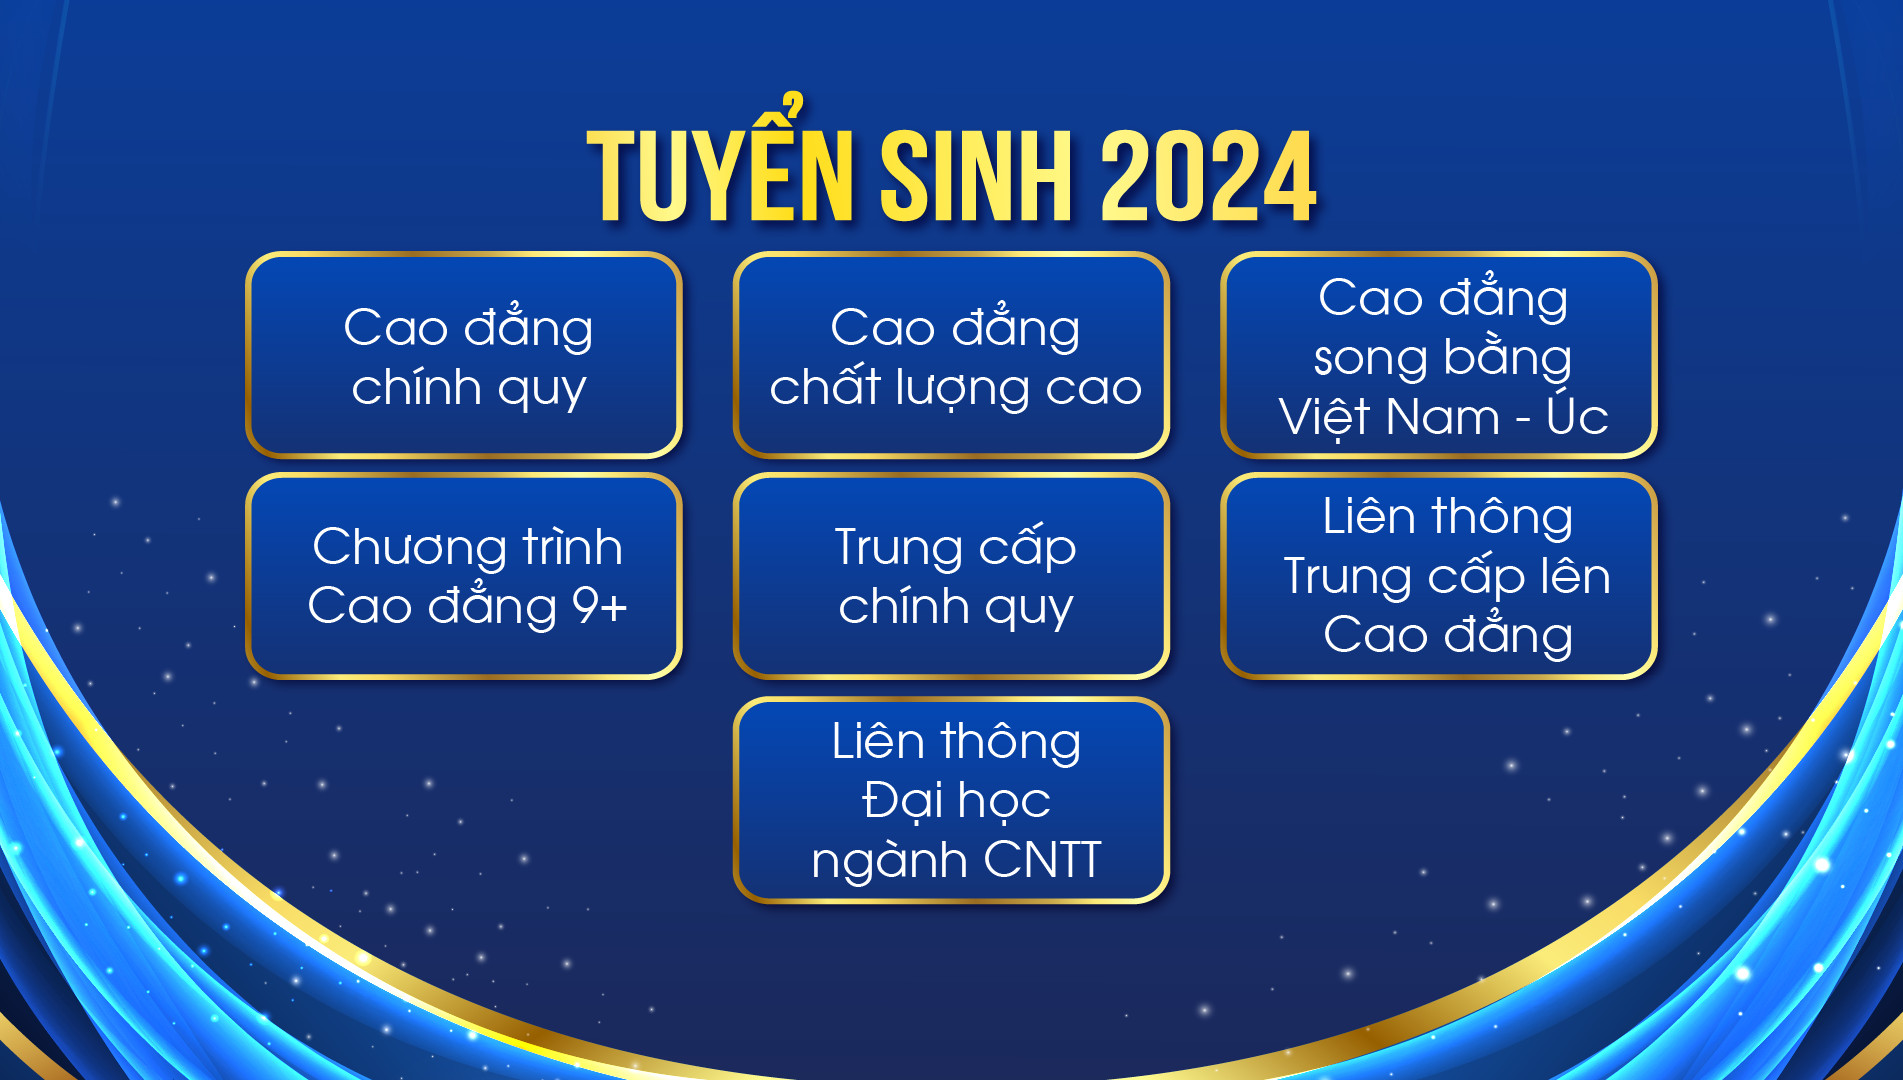 TUYỂN SINH 2024
Cao đẳng
chính quy
Cao đẳng
chất lượng cao
Cao đẳng
song bằng
Việt Nam - Úc
Chương trình
Cao đẳng 9+
Trung cấp
chính quy
Liên thông
Trung cấp lên
Cao đẳng
Liên thông
Đại học
ngành CNTT